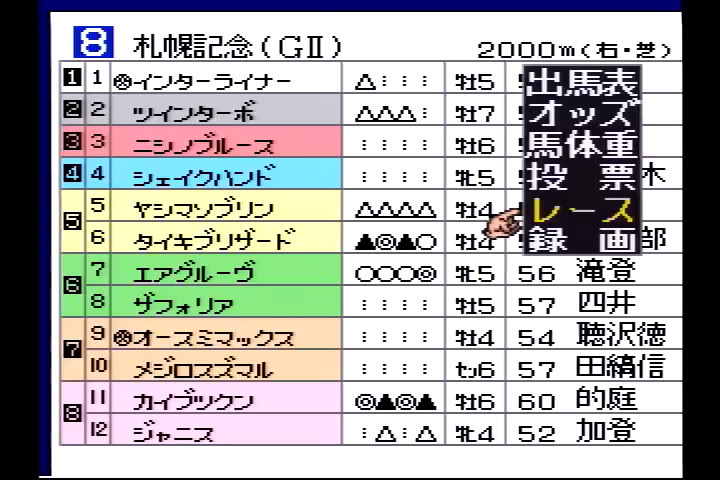 8 札幌記念(GⅡ) 2000m(右・芝)
1 1 インターライナー △::: 牡5
2 2 ツインターボ △△△: 牡7
3 3 ニシノブルース :::: 牡6
4 4 シェイクハンド :::: 牝5 木
5 5 ヤシマソブリン △△△△ 牡4
6 タイキブリザード ▲◎▲○ 牡4 部
6 7 エアグルーヴ ○○○◎ 牝5 56 滝登
8 ザフォリア :::: 牡5 57 四井
7 9 オースミマックス :::: 牡4 54 聴沢徳
10 メジロスズマル :::: セン6 57 田縞信
8 11 カイブツクン ◎▲◎▲ 牡6 60 的庭
12 ジャニス :△:△ 牝4 52 加登
出馬表
オッズ
馬体重
投票
レース
録画